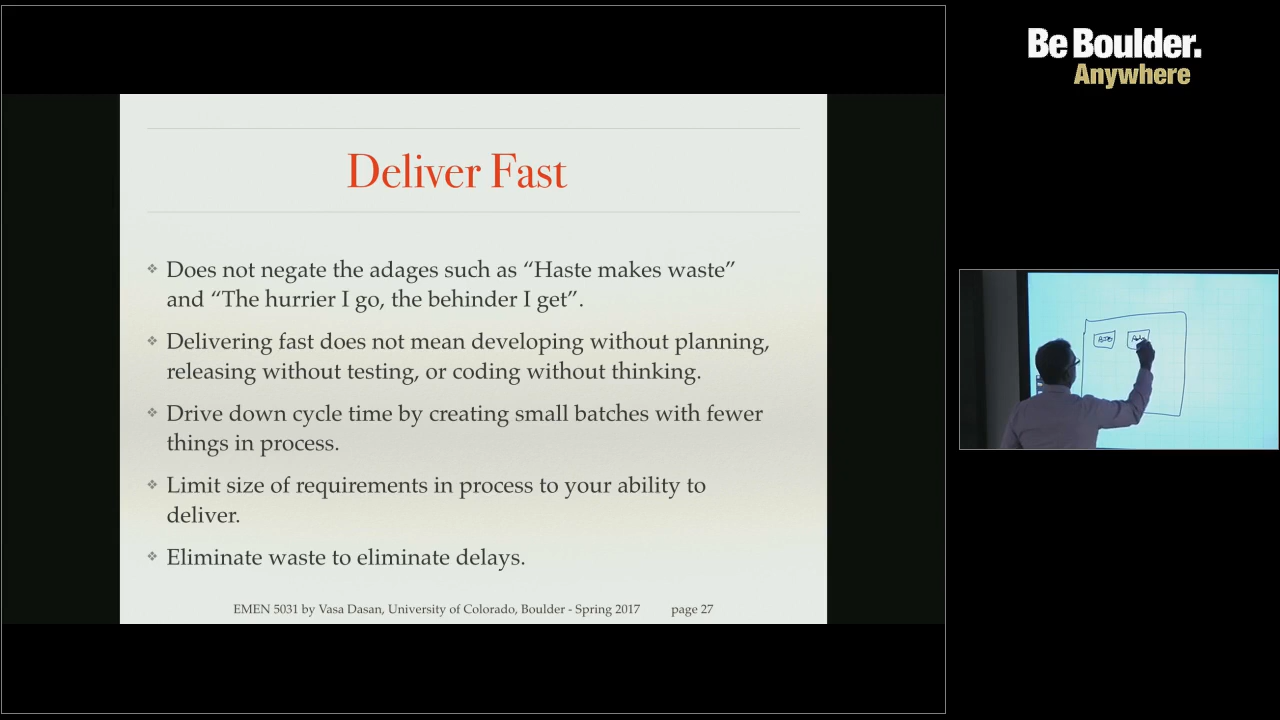 Be Boulder.
Anywhere
Deliver Fast
❖ Does not negate the adages such as “Haste makes waste”
and “The hurrier I go, the behinder I get”.
❖ Delivering fast does not mean developing without planning,
releasing without testing, or coding without thinking.
❖ Drive down cycle time by creating small batches with fewer
things in process.
❖ Limit size of requirements in process to your ability to
deliver.
❖ Eliminate waste to eliminate delays.
EMEN 5031 by Vasa Dasan, University of Colorado, Boulder - Spring 2017 page 27